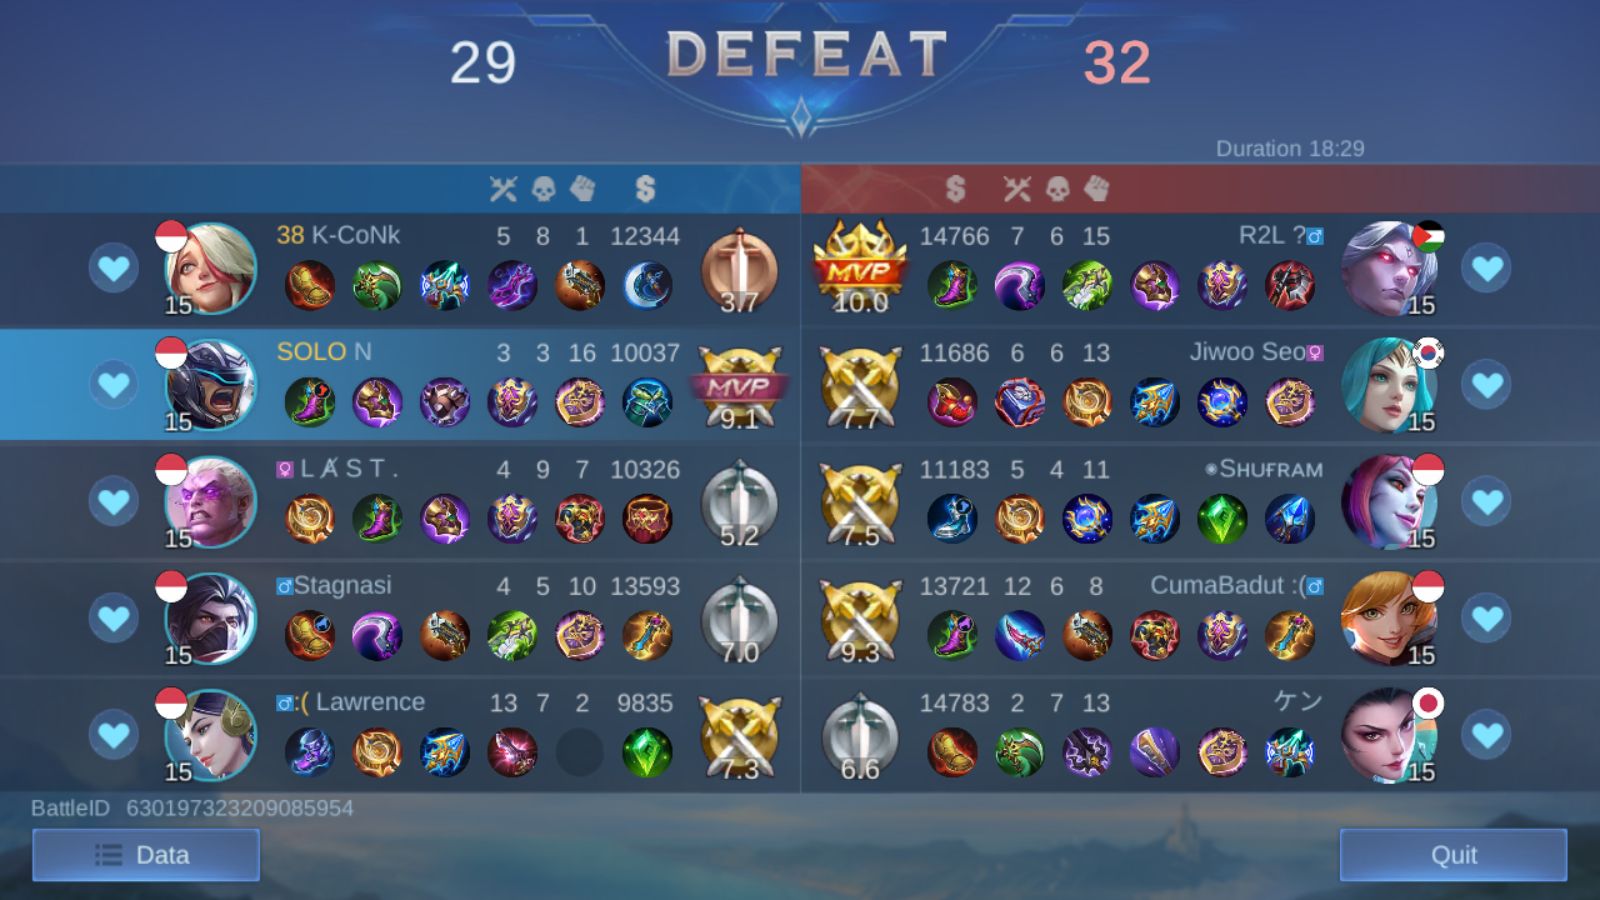 29 DEFEAT 32
Duration 18:29
38 K-CoNk 5 8 1 12344
15 3.7
MVP 10.0
14766 7 6 15 R2L ?♂
15
SOLO N 3 3 16 10037
15 MVP 9.1
7.7
11686 6 6 13 Jiwoo Seo♀
15
♀ L Ⱥ S T . 4 9 7 10326
15 5.2
7.5
11183 5 4 11 ◉Sʜᴜғʀᴀᴍ
15
♂Stagnasi 4 5 10 13593
15 7.0
9.3
13721 12 6 8 CumaBadut :(♂
15
♂:( Lawrence 13 7 2 9835
15 7.3
6.6
14783 2 7 13 ケン
15
BattleID 630197323209085954
Data
Quit